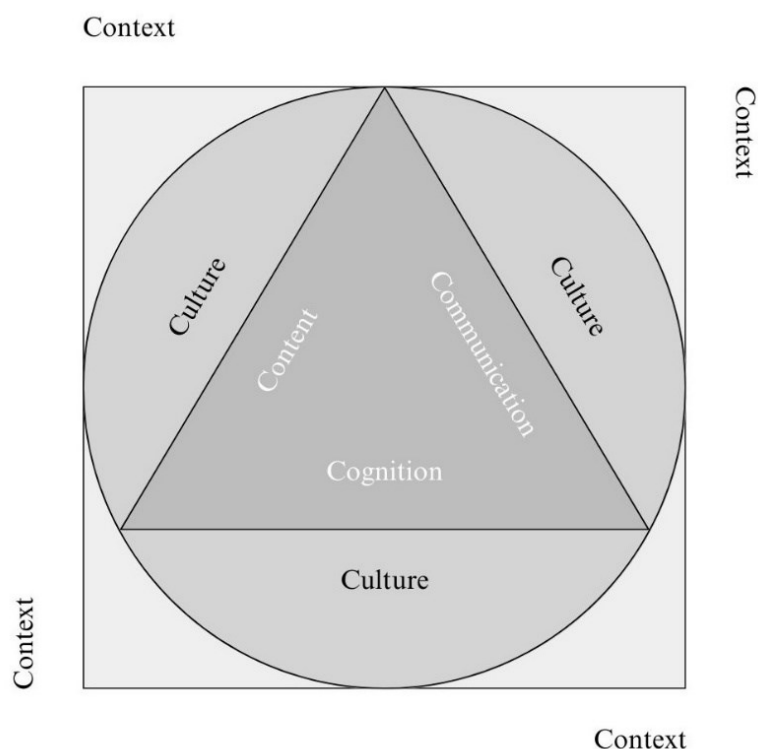 Context
Context
Culture
Culture
Content
Communication
Cognition
Culture
Context
Context